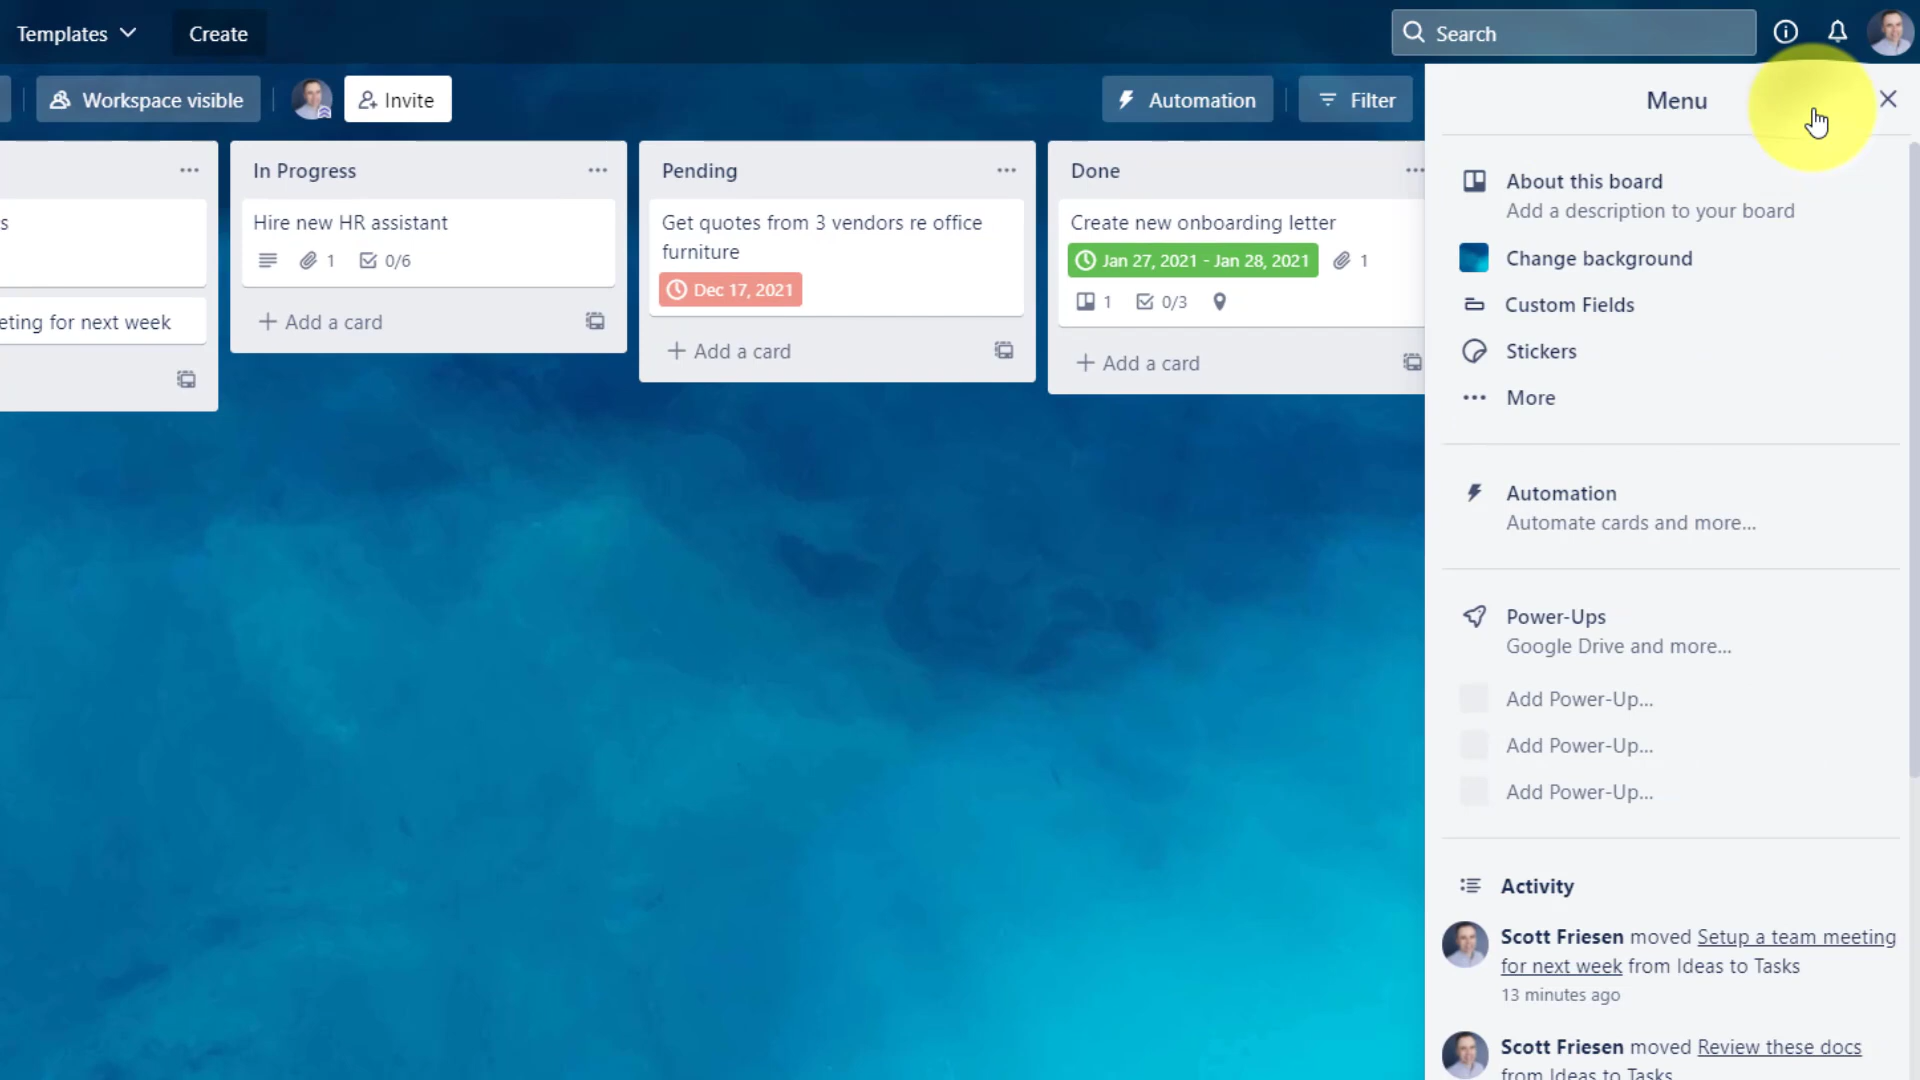 Templates
Create
Search
Workspace visible
Invite
Automation
Filter
Menu
s
eting for next week
In Progress
Hire new HR assistant
1
0/6
Add a card
Pending
Get quotes from 3 vendors re office
furniture
Dec 17, 2021
Add a card
Done
Create new onboarding letter
Jan 27, 2021 - Jan 28, 2021
1
1
0/3
Add a card
About this board
Add a description to your board
Change background
Custom Fields
Stickers
More
Automation
Automate cards and more...
Power-Ups
Google Drive and more...
Add Power-Up...
Add Power-Up...
Add Power-Up...
Activity
Scott Friesen moved Setup a team meeting
for next week from Ideas to Tasks
13 minutes ago
Scott Friesen moved Review these docs
from Ideas to Tasks